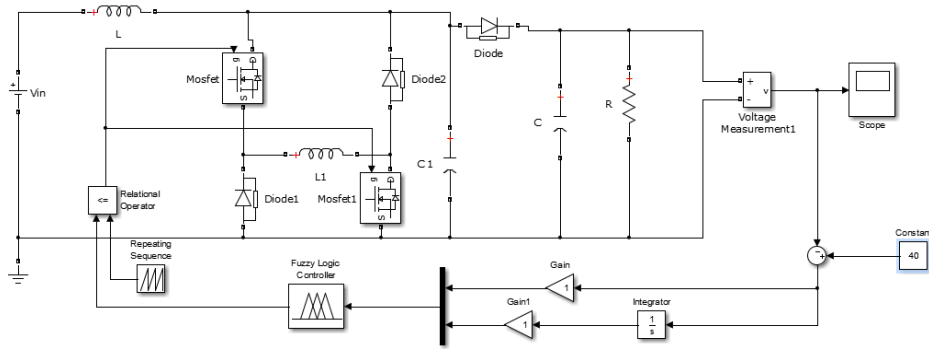 L
Mosfet
g
D
S
Diode2
Diode
Vin
+
C
R
+
-
v
Voltage
Measurement1
Scope
L1
C1
Diode1
Mosfet1
g
D
S
<=
Relational
Operator
Repeating
Sequence
Fuzzy Logic
Controller
Gain
1
Gain1
1
Integrator
1
s
Constan
40